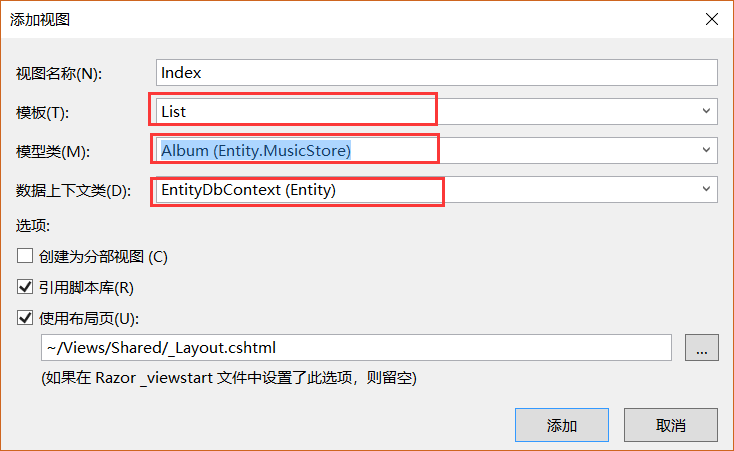 添加视图
视图名称(N): Index
模板(T): List
模型类(M): Album (Entity.MusicStore)
数据上下文类(D): EntityDbContext (Entity)
选项:
创建为分部视图 (C)
引用脚本库(R)
使用布局页(U):
~/Views/Shared/_Layout.cshtml ...
(如果在 Razor _viewstart 文件中设置了此选项，则留空)
添加 取消